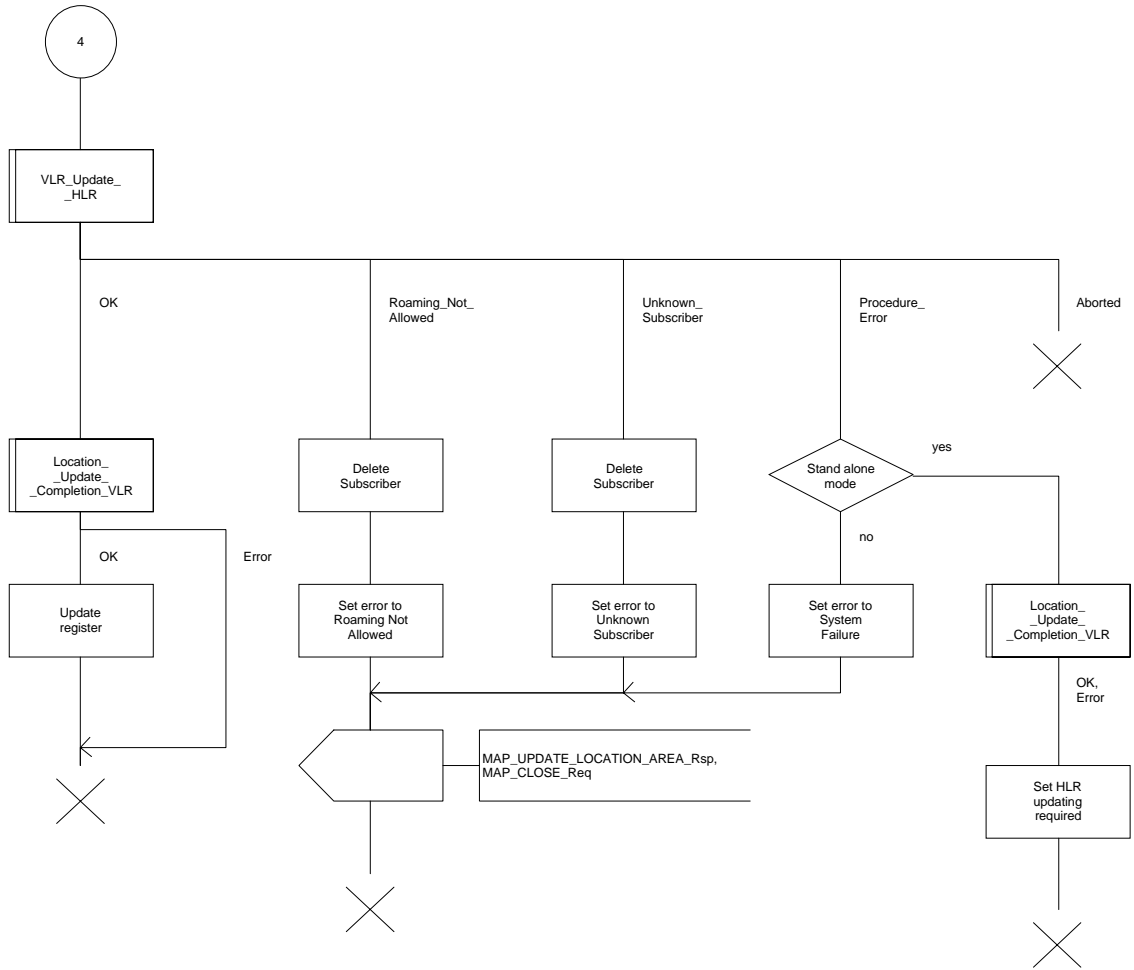 4
VLR_Update_
_HLR
OK
Roaming_Not_
Allowed
Unknown_
Subscriber
Procedure_
Error
Aborted
Location_
_Update_
_Completion_VLR
Delete
Subscriber
Delete
Subscriber
Stand alone
mode
yes
no
OK
Error
Update
register
Set error to
Roaming Not
Allowed
Set error to
Unknown
Subscriber
Set error to
System
Failure
Location_
_Update_
_Completion_VLR
OK,
Error
MAP_UPDATE_LOCATION_AREA_Rsp,
MAP_CLOSE_Req
Set HLR
updating
required